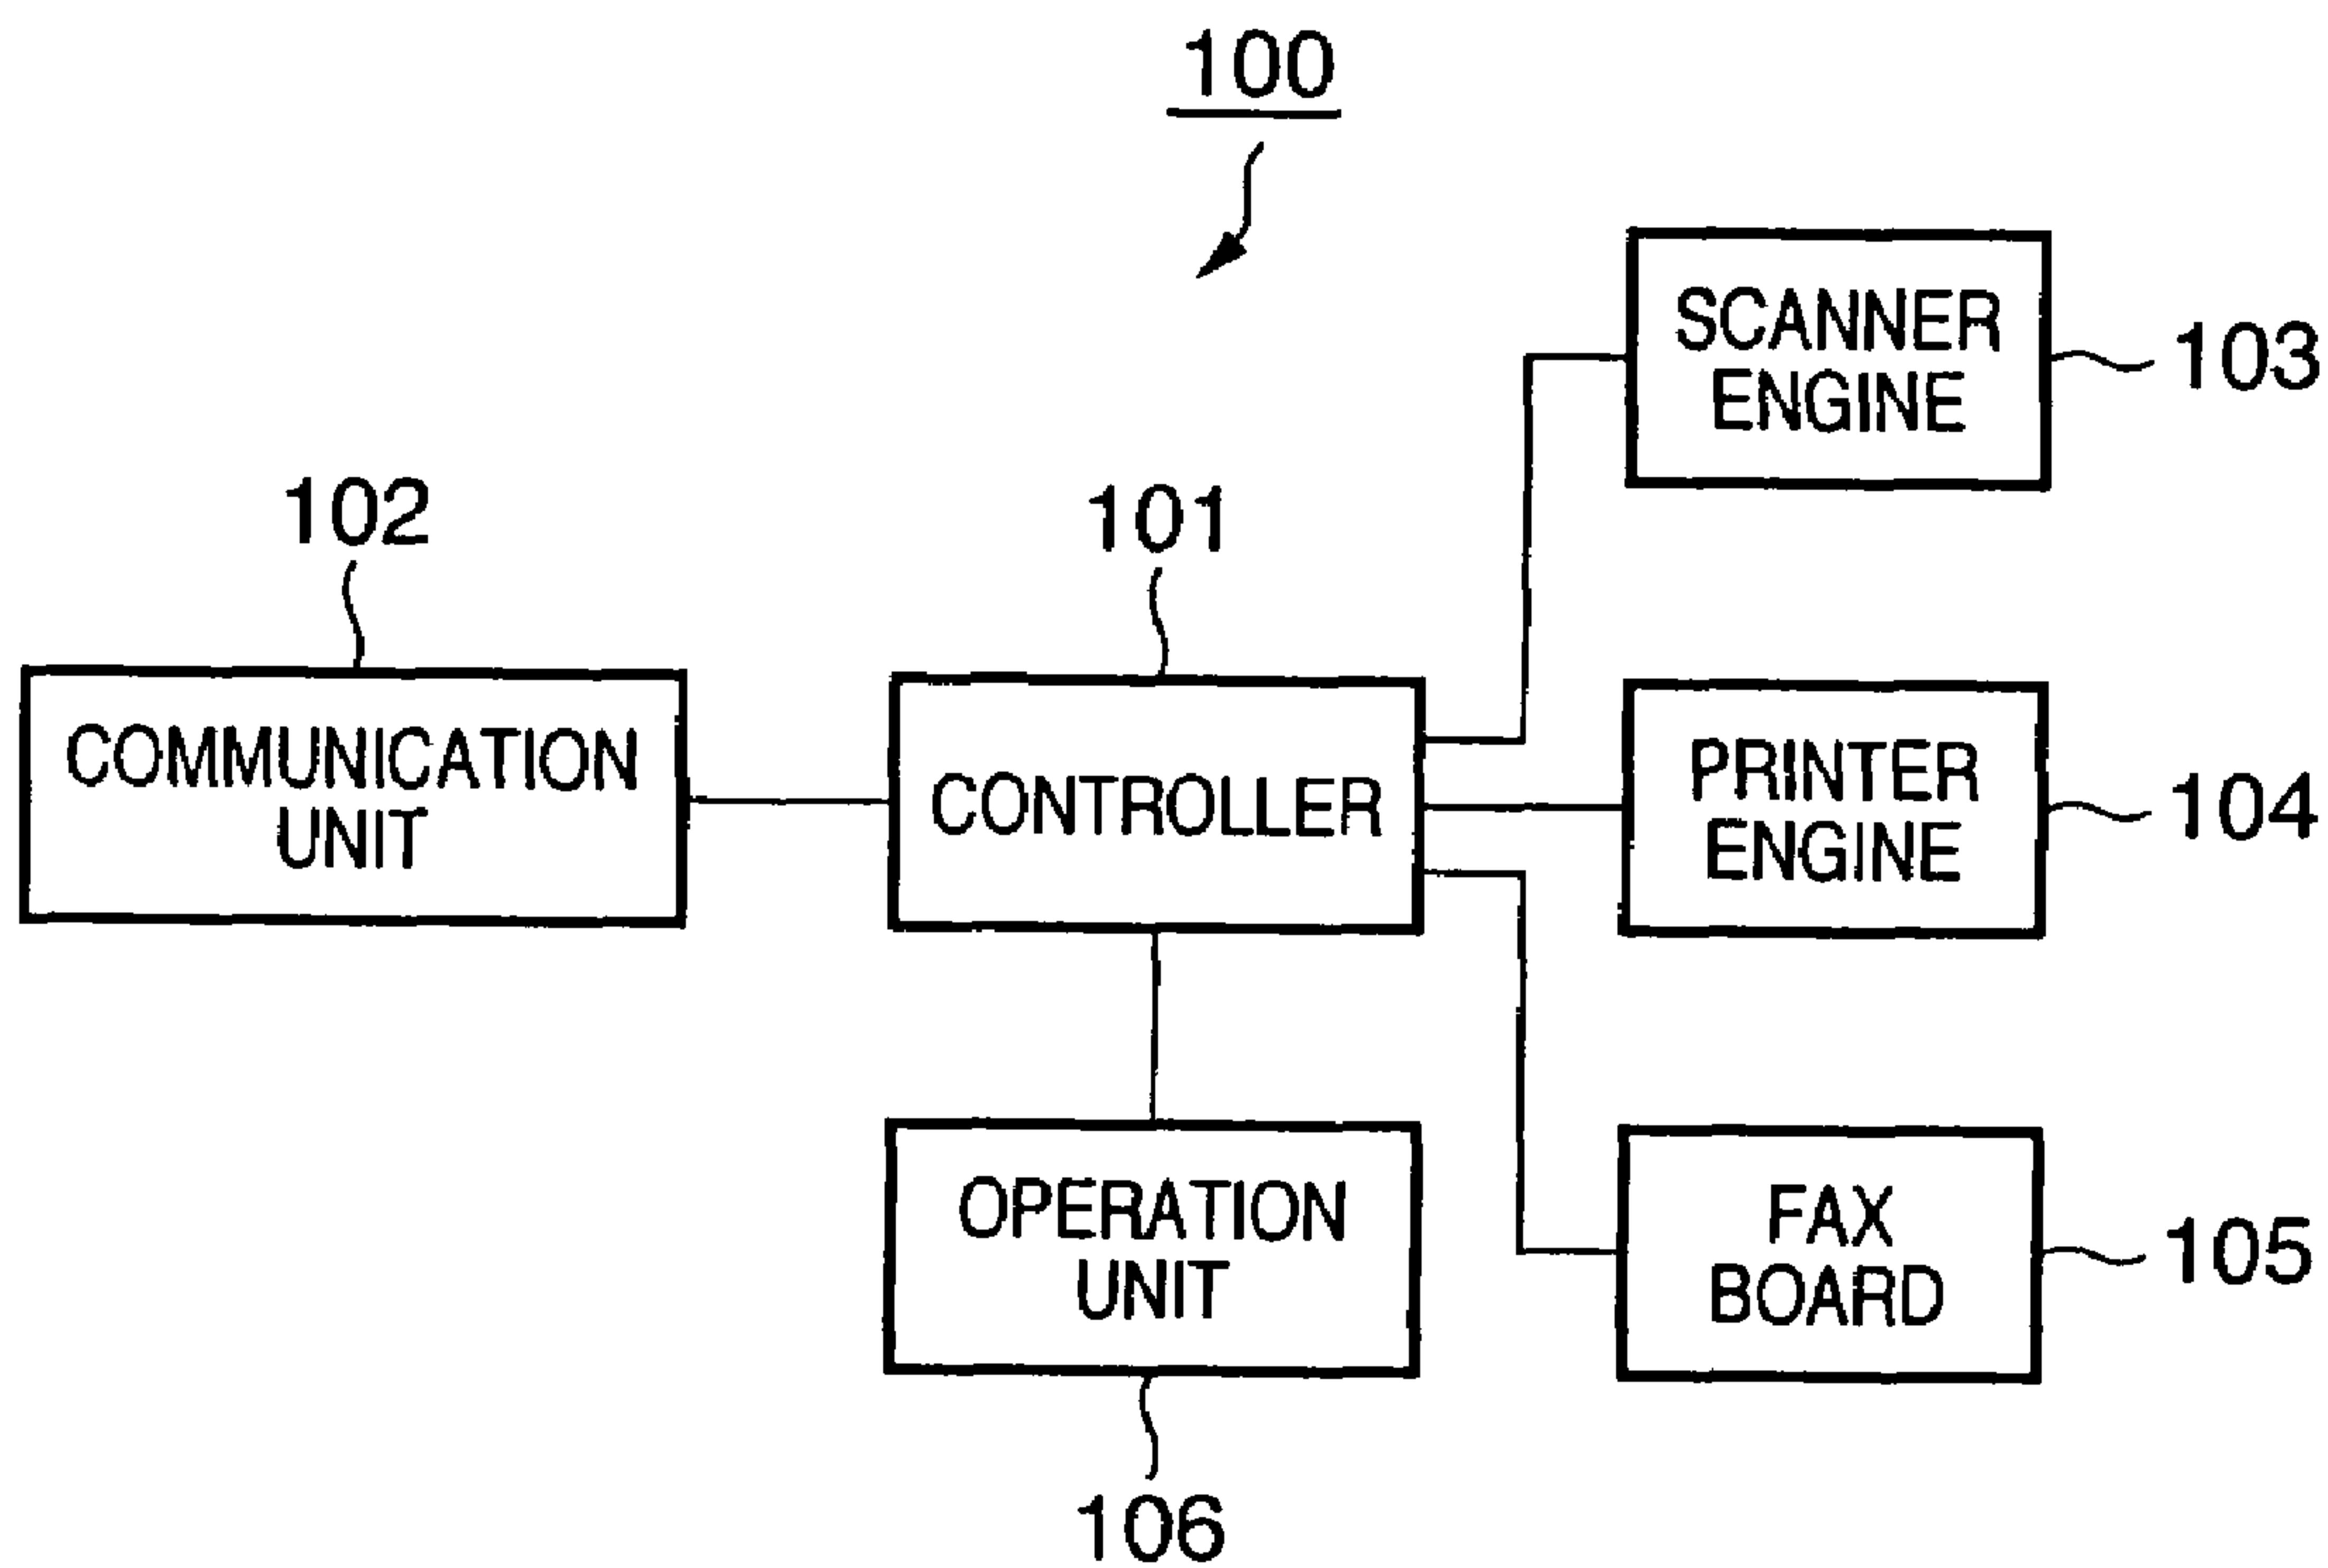 100
SCANNER
ENGINE
103
102
101
COMMUNICATION
UNIT
CONTROLLER
PRINTER
ENGINE
104
OPERATION
UNIT
FAX
BOARD
105
106